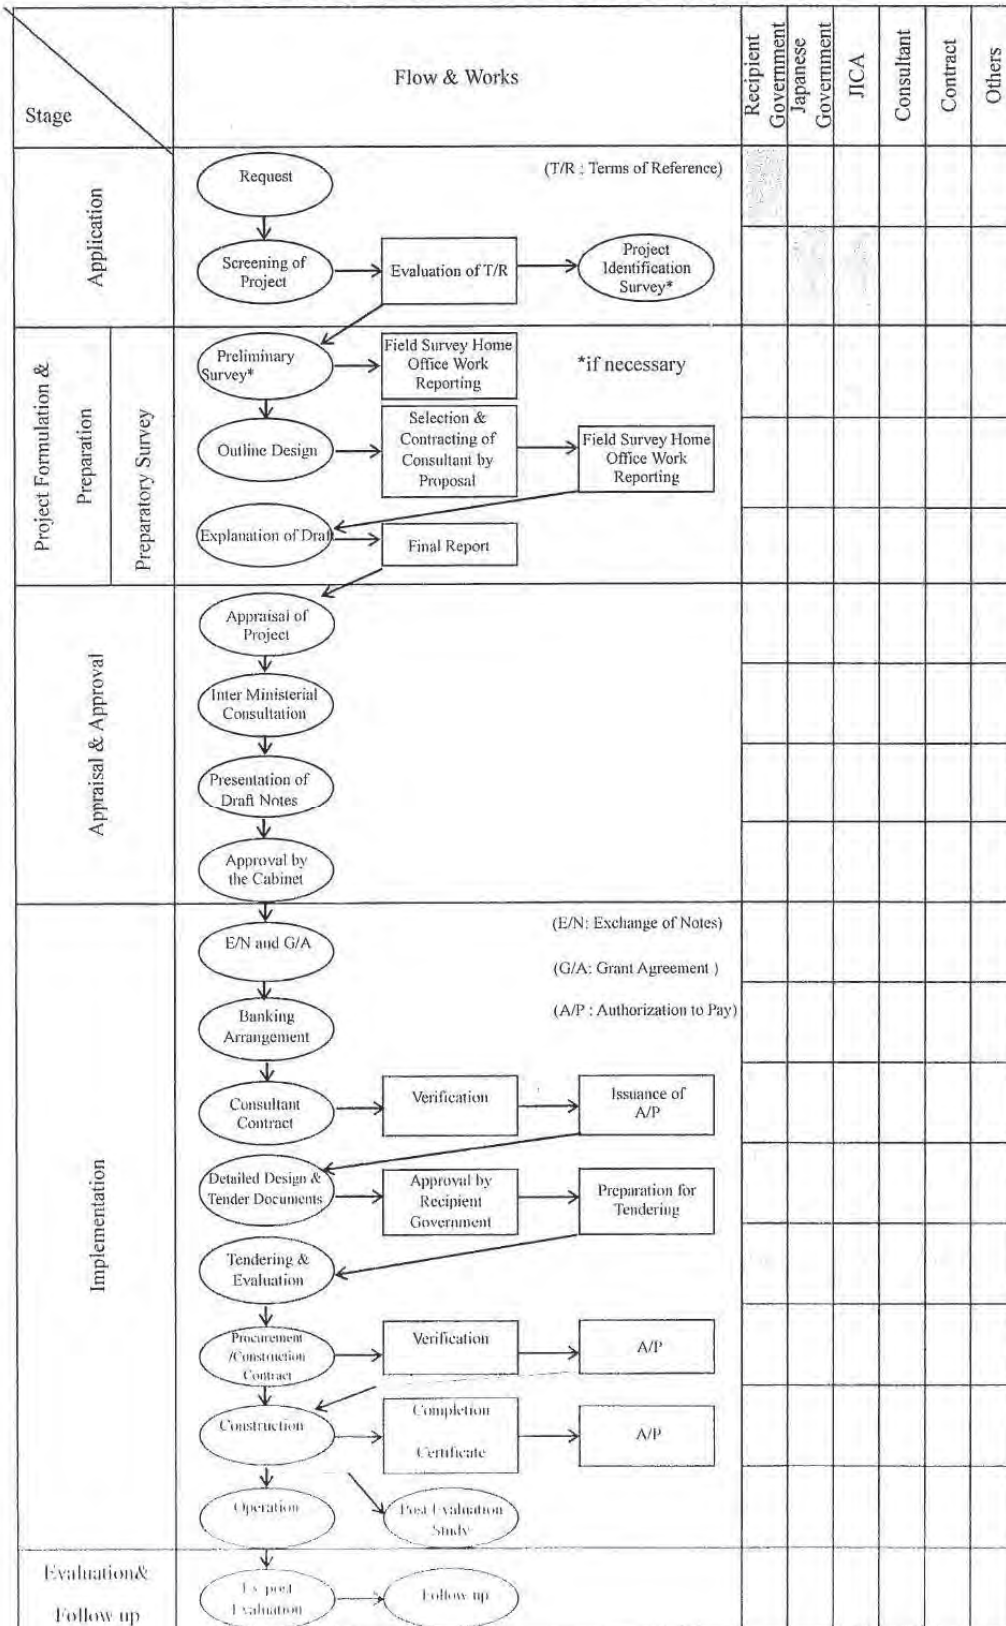 Stage
Flow & Works
Recipient
Government
Japanese
Government
JICA
Consultant
Contract
Others
Application
Request
(T/R : Terms of Reference)
Screening of
Project
Evaluation of T/R
Project
Identification
Survey*
Project Formulation &
Preparation
Preparatory Survey
Preliminary
Survey*
Field Survey Home
Office Work
Reporting
*if necessary
Outline Design
Selection &
Contracting of
Consultant by
Proposal
Field Survey Home
Office Work
Reporting
Explanation of Draft
Final Report
Appraisal & Approval
Appraisal of
Project
Inter Ministerial
Consultation
Presentation of
Draft Notes
Approval by
the Cabinet
Implementation
E/N and G/A
(E/N: Exchange of Notes)
(G/A: Grant Agreement )
(A/P : Authorization to Pay)
Banking
Arrangement
Consultant
Contract
Verification
Issuance of
A/P
Detailed Design &
Tender Documents
Approval by
Recipient
Government
Preparation for
Tendering
Tendering &
Evaluation
Procurement
/Construction
Contract
Verification
A/P
Construction
Completion
Certificate
A/P
Operation
Post Evaluation
Study
Evaluation&
Follow up
Ex-post
Evaluation
Follow up